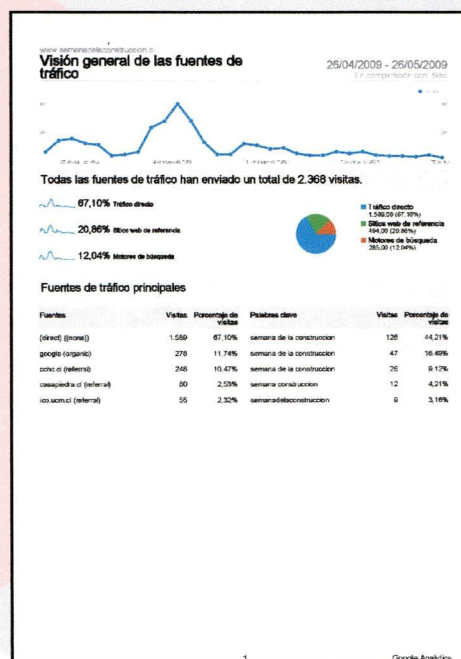 www.semanadelaconstruccion.cl
Visión general de las fuentes de
tráfico
26/04/2009 - 26/05/2009
En comparación con: Sitio
Todas las fuentes de tráfico han enviado un total de 2.368 visitas.
67,10% Tráfico directo
20,86% Sitios web de referencia
12,04% Motores de búsqueda
Tráfico directo
1.589,00 (67,10%)
Sitios web de referencia
494,00 (20,86%)
Motores de búsqueda
285,00 (12,04%)
Fuentes de tráfico principales
Fuentes Visitas Porcentaje de visitas
(direct) ((none)) 1.589 67,10%
google (organic) 278 11,74%
cchc.cl (referral) 248 10,47%
casapiedra.cl (referral) 60 2,53%
ico.ucm.cl (referral) 55 2,32%
Palabras clave Visitas Porcentaje de visitas
semana de la construccion 126 44,21%
semana de la construccion 47 16,49%
semana de la construccion 26 9,12%
semana construccion 12 4,21%
semanadelaconstruccion 9 3,16%
1
Google Analytics